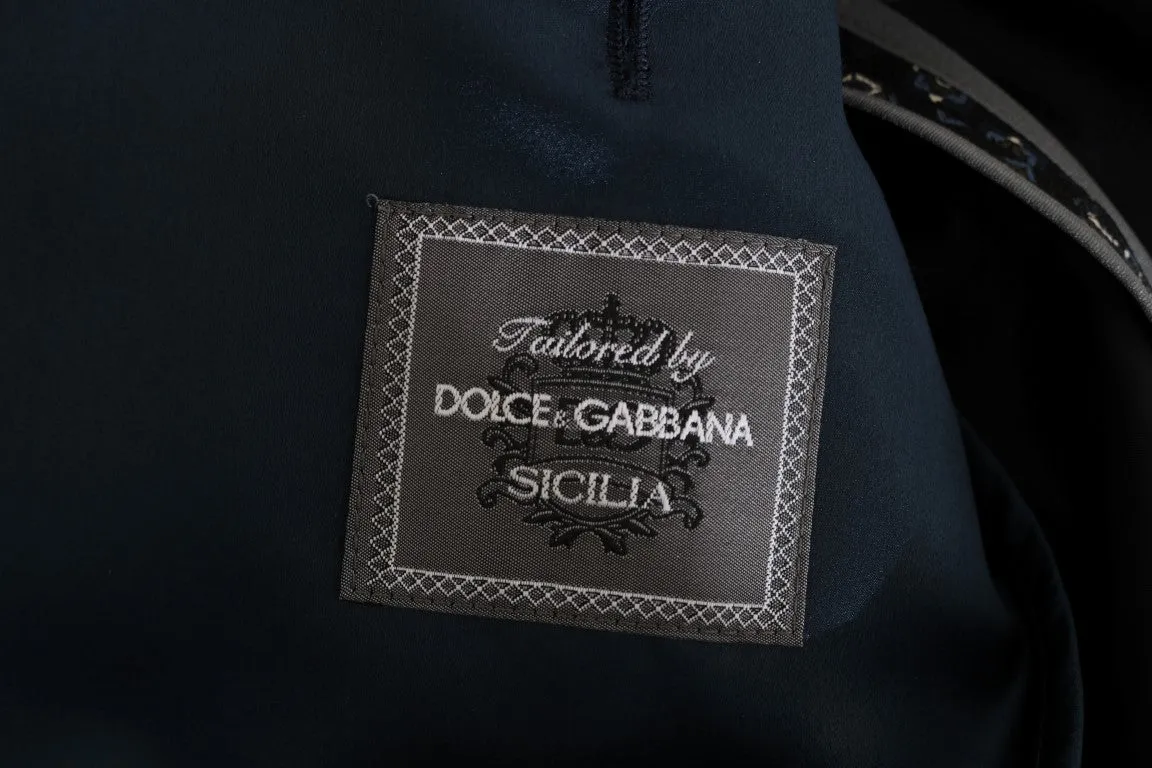 Tailored by
DOLCE & GABBANA
SICILIA